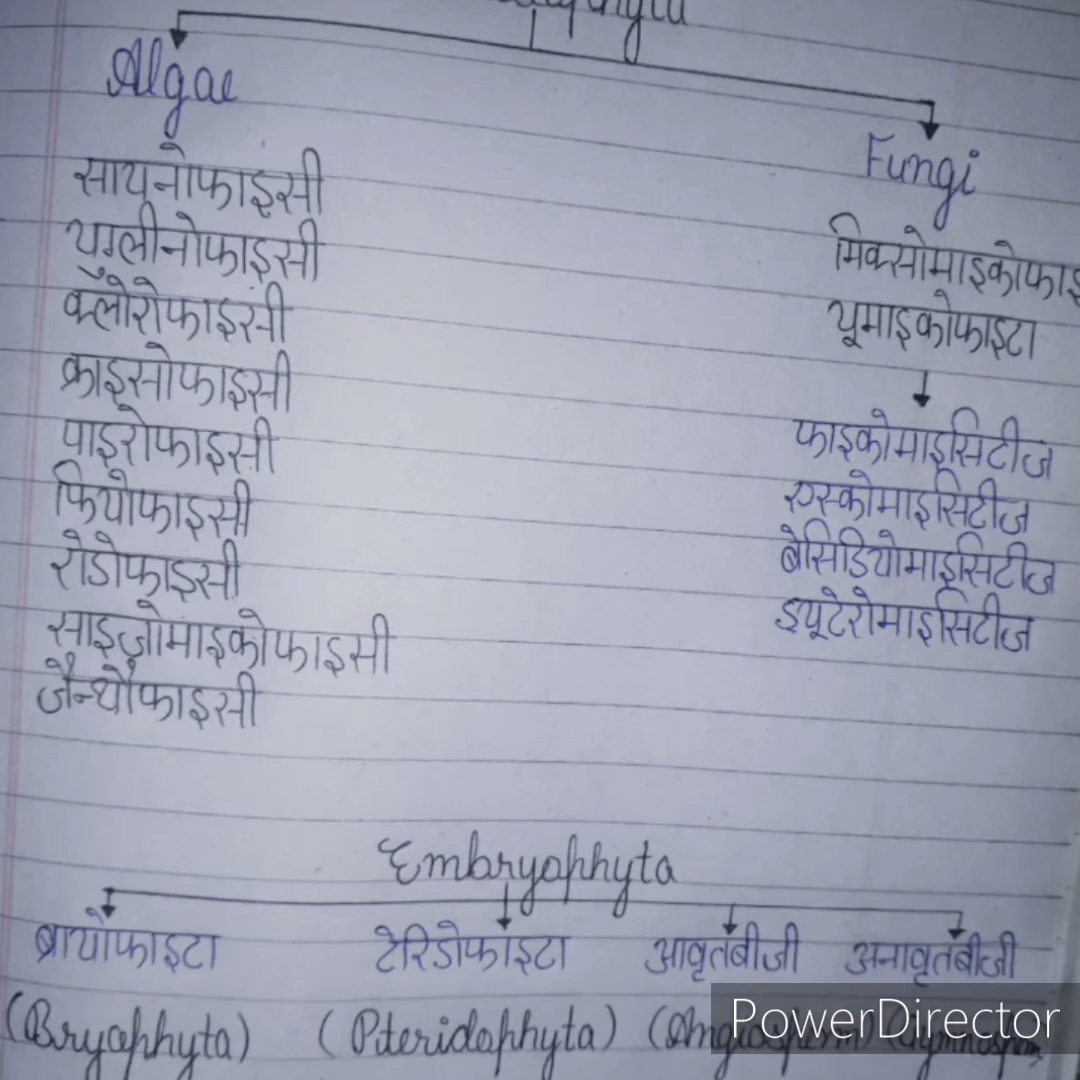 Algae
Fungi
सायनोफाइसी
यूग्लीनोफाइसी
क्लोरोफाइसी
क्राइसोफाइसी
पाइरोफाइसी
फियोफाइसी
रोडोफाइसी
साइजोमाइकोफाइसी
जैन्थौफाइसी
मिक्सोमाइकोफाइ
यूमाइकोफाइटा
फाइकोमाइसिटीज
एस्कोमाइसिटीज
बेसिडियोमाइसिटीज
ड्यूटेरोमाइसिटीज
Embryophyta
ब्रायोफाइटा टेरिडोफाइटा आवृतबीजी अनावृतबीजी
(Bryophyta) (Pteridophyta)
PowerDirector